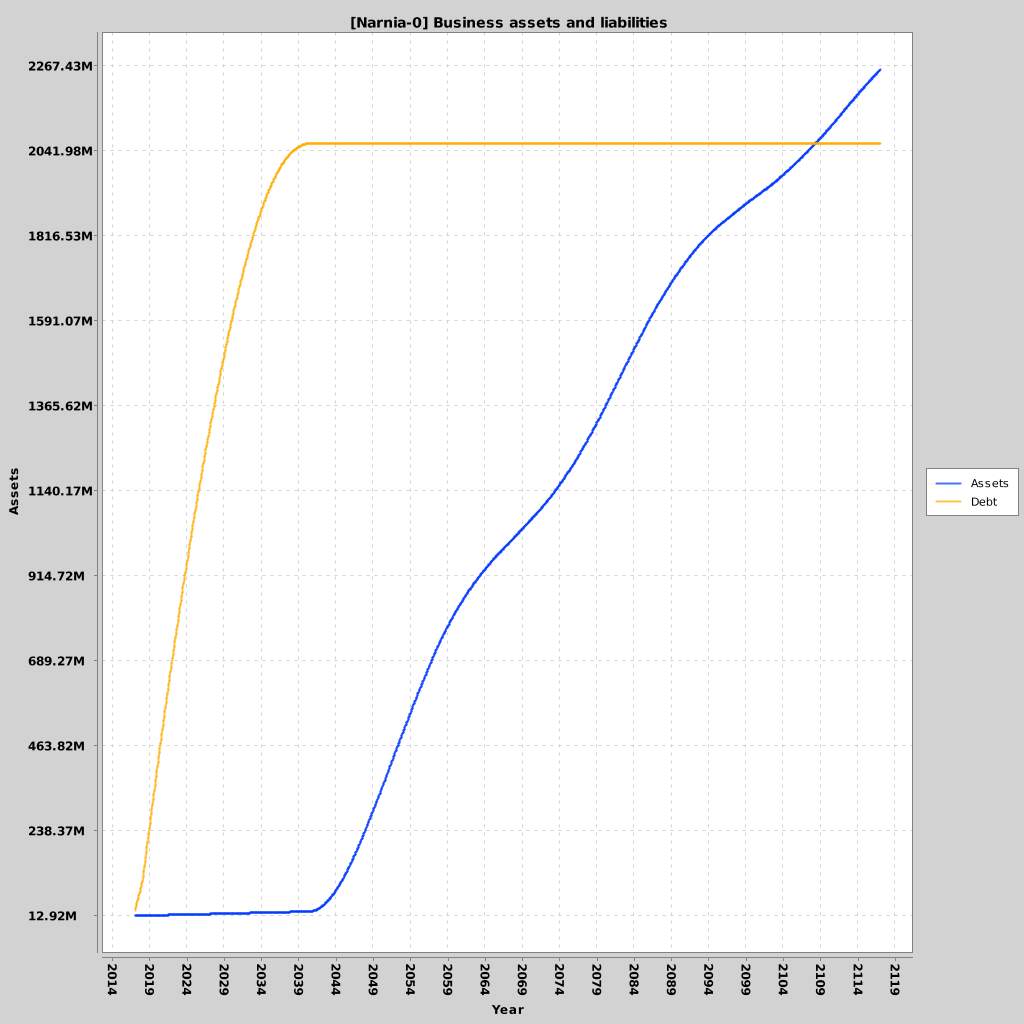 [Narnia-0] Business assets and liabilities
2267.43M
2041.98M
1816.53M
1591.07M
1365.62M
1140.17M
914.72M
689.27M
463.82M
238.37M
12.92M
Assets
2014
2019
2024
2029
2034
2039
2044
2049
2054
2059
2064
2069
2074
2079
2084
2089
2094
2099
2104
2109
2114
2119
Year
Assets
Debt